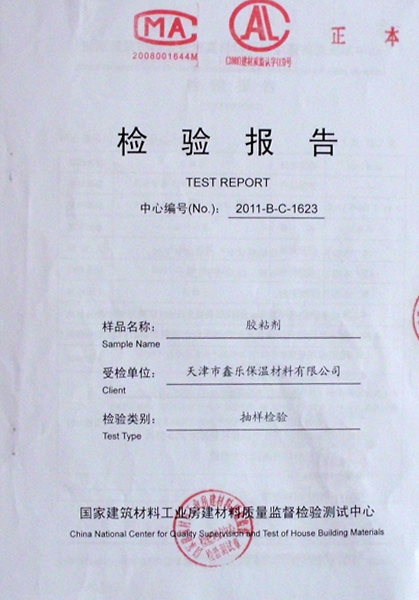 MA
AL
正 本
2008001644M
检 验 报 告
TEST REPORT
中心编号(No.): 2011-B-C-1623
样品名称: 胶粘剂
Sample Name
受检单位: 天津市鑫乐保温材料有限公司
Client
检验类别: 抽样检验
Test Type
国家建筑材料工业房建材料质量监督检验测试中心
China National Center for Quality Supervision and Test of House Building Materials